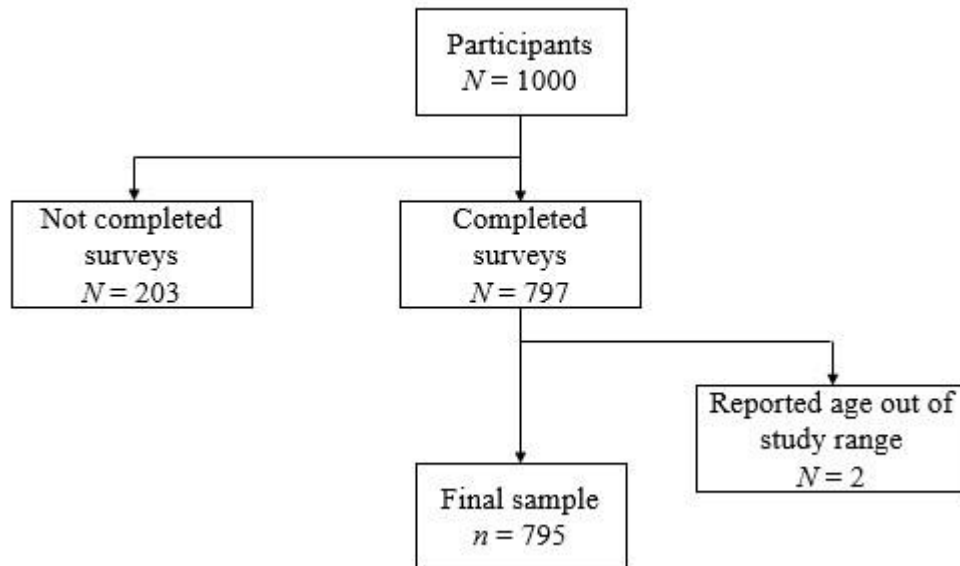 Participants
N = 1000
Not completed
surveys
N = 203
Completed
surveys
N = 797
Reported age out of
study range
N = 2
Final sample
n = 795